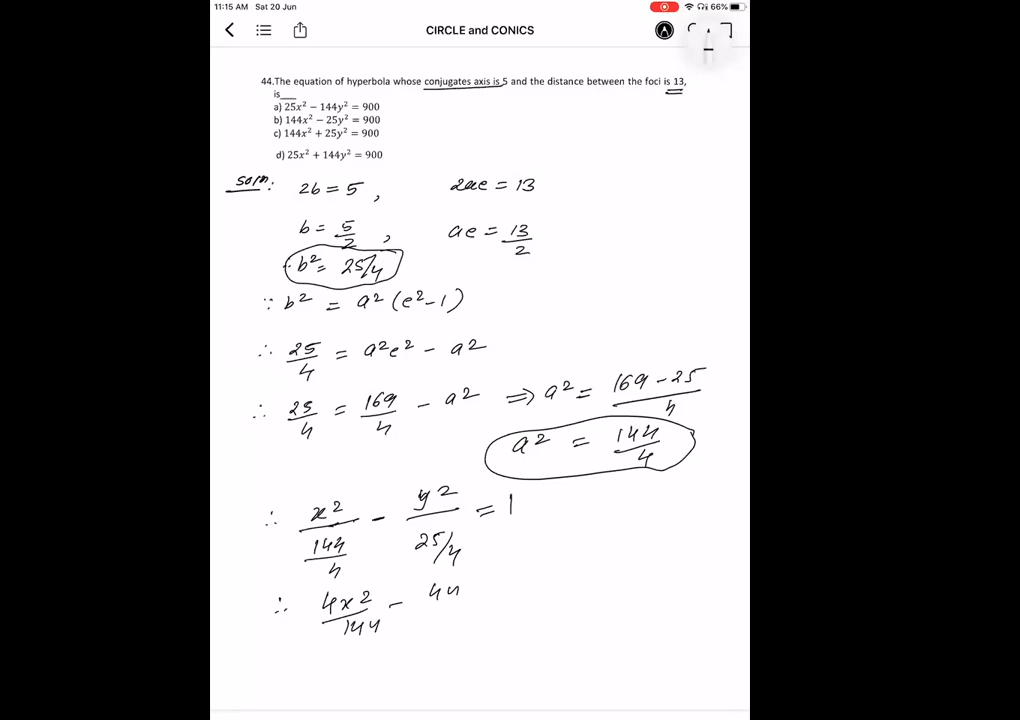 11:15 AM Sat 20 Jun 66%
CIRCLE and CONICS
44.The equation of hyperbola whose conjugates axis is 5 and the distance between the foci is 13,
is___
a) 25x² − 144y² = 900
b) 144x² − 25y² = 900
c) 144x² + 25y² = 900
d) 25x² + 144y² = 900
Soln: 2b = 5, 2ae = 13
b = 5/2, ae = 13/2
b² = 25/4
∵ b² = a²(e²-1)
∴ 25/4 = a²e² - a²
∴ 25/4 = 169/4 - a² ⇒ a² = 169-25/4
a² = 144/4
∴ x²/144/4 - y²/25/4 = 1
∴ 4x²/144 - 4